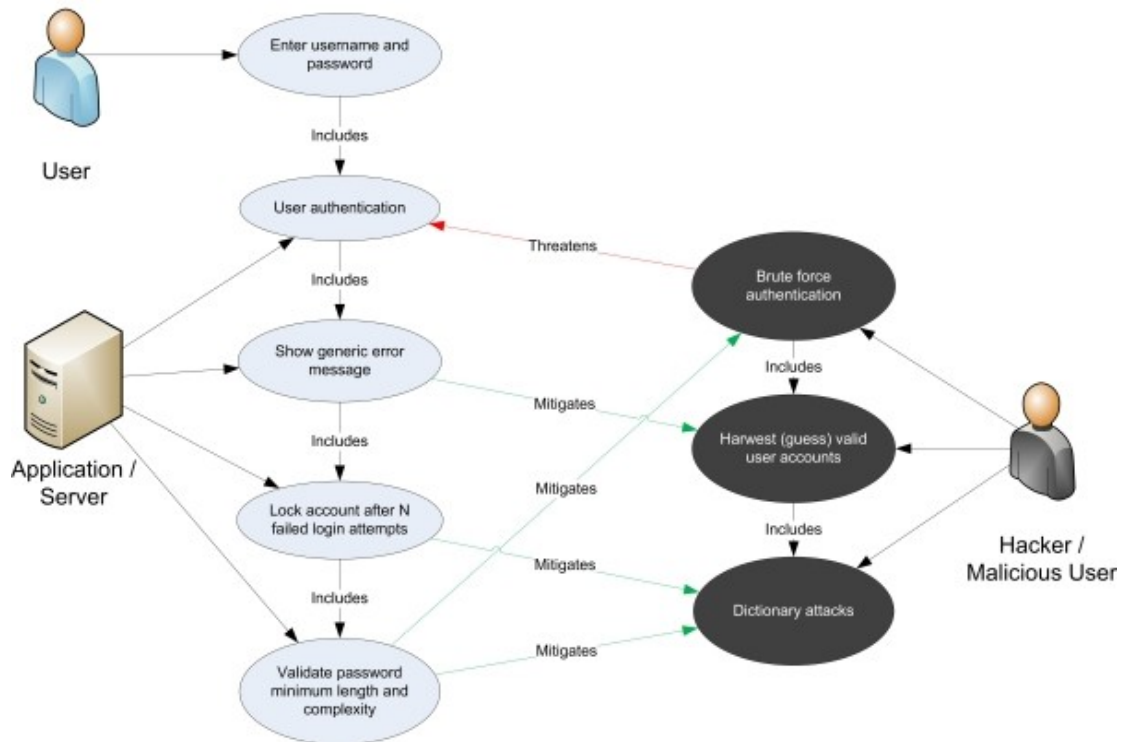 Enter username and
password
Includes
User
User authentication
Threatens
Brute force
authentication
Includes
Show generic error
message
Includes
Mitigates
Harwest (guess) valid
user accounts
Application /
Server
Includes
Mitigates
Lock account after N
failed login attempts
Includes
Hacker /
Malicious User
Mitigates
Includes
Dictionary attacks
Mitigates
Validate password
minimum length and
complexity